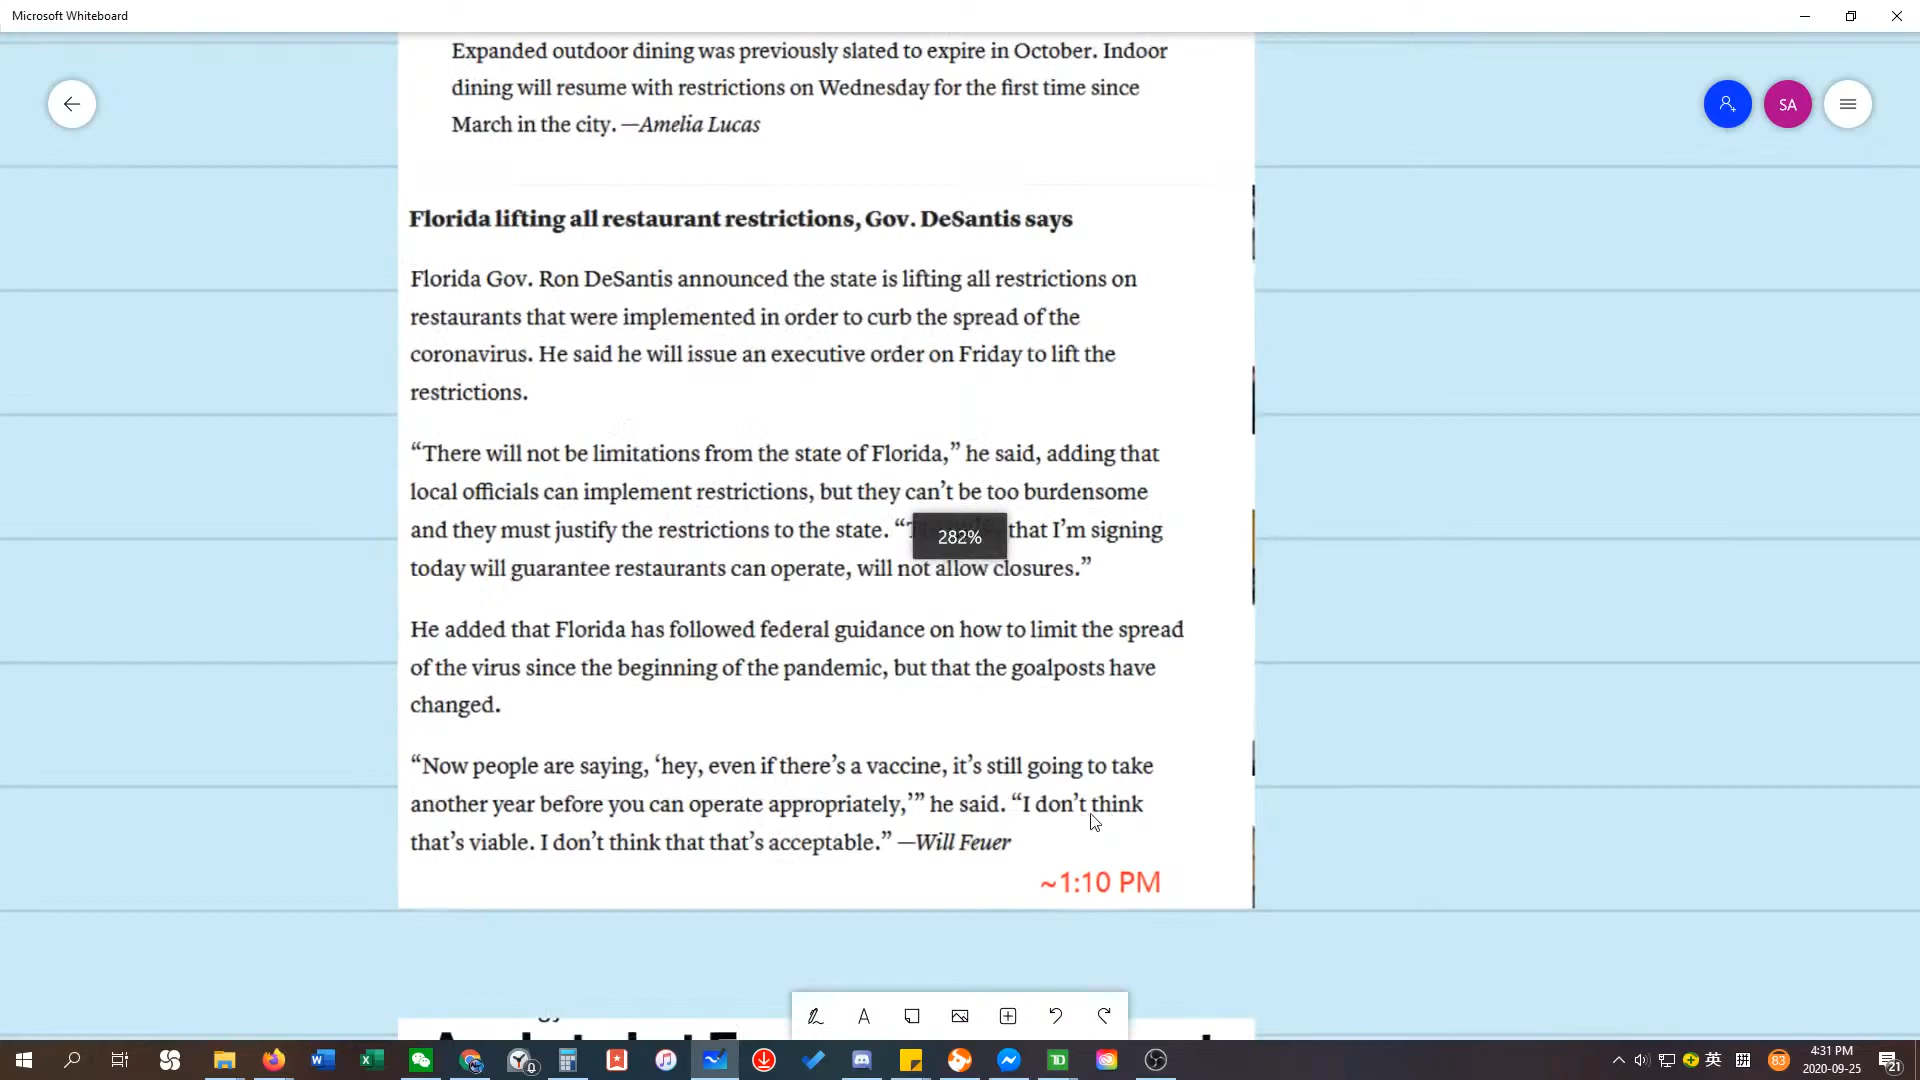 Microsoft Whiteboard
Expanded outdoor dining was previously slated to expire in October. Indoor
dining will resume with restrictions on Wednesday for the first time since
March in the city. —Amelia Lucas
SA
Florida lifting all restaurant restrictions, Gov. DeSantis says
Florida Gov. Ron DeSantis announced the state is lifting all restrictions on
restaurants that were implemented in order to curb the spread of the
coronavirus. He said he will issue an executive order on Friday to lift the
restrictions.
“There will not be limitations from the state of Florida,” he said, adding that
local officials can implement restrictions, but they can’t be too burdensome
and they must justify the restrictions to the state. “ that I’m signing
282%
today will guarantee restaurants can operate, will not allow closures.”
He added that Florida has followed federal guidance on how to limit the spread
of the virus since the beginning of the pandemic, but that the goalposts have
changed.
“Now people are saying, ‘hey, even if there’s a vaccine, it’s still going to take
another year before you can operate appropriately,’” he said. “I don’t think
that’s viable. I don’t think that that’s acceptable.” —Will Feuer
~1:10 PM
英
拼
83
4:31 PM
2020-09-25
21